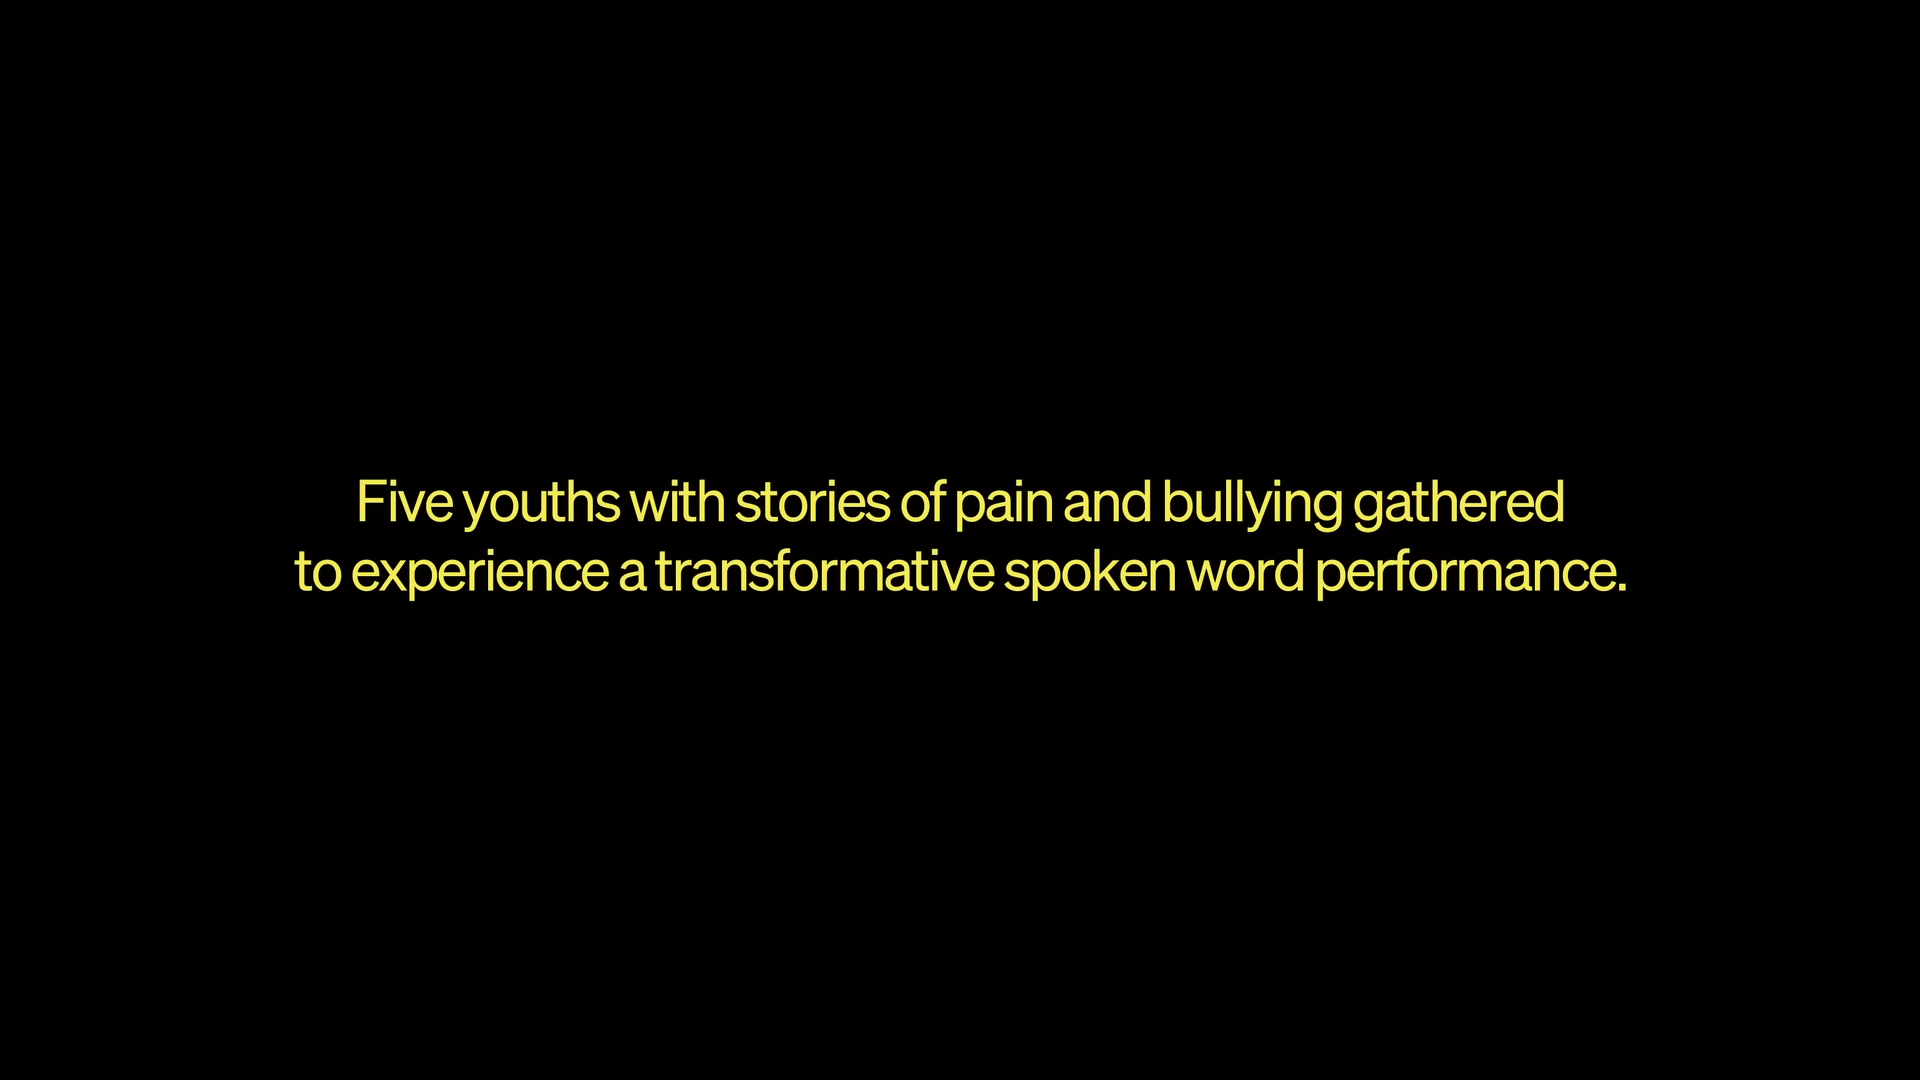 Five youths with stories of pain and bullying gathered
to experience a transformative spoken word performance.